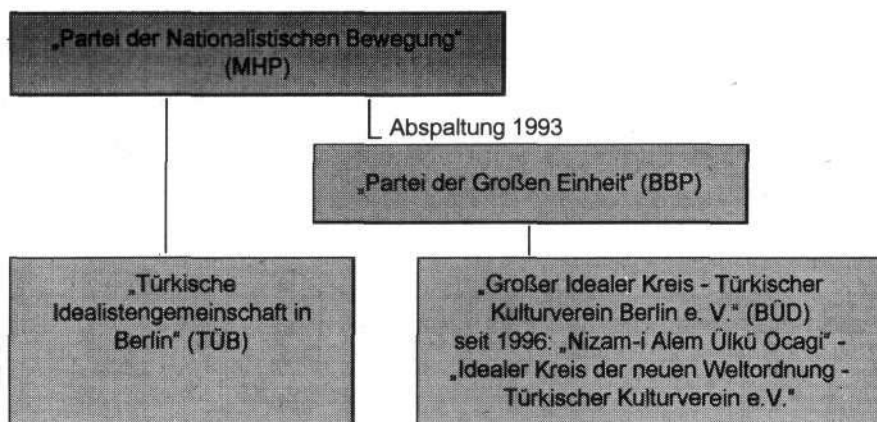 „Partei der Nationalistischen Bewegung“
(MHP)
Abspaltung 1993
„Partei der Großen Einheit“ (BBP)
„Türkische
Idealistengemeinschaft in
Berlin“ (TÜB)
„Großer Idealer Kreis - Türkischer
Kulturverein Berlin e. V.“ (BÜD)
seit 1996: „Nizam-i Alem Ülkü Ocagi“ -
„Idealer Kreis der neuen Weltordnung -
Türkischer Kulturverein e.V.“